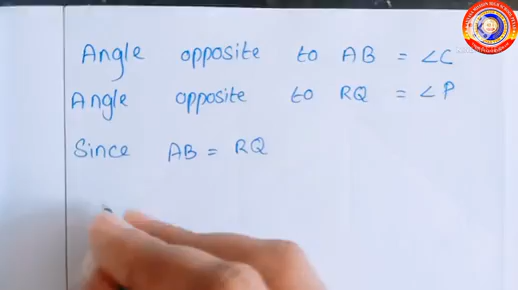 Angle opposite to AB = ∠C
Angle opposite to RQ = ∠P
Since AB = RQ